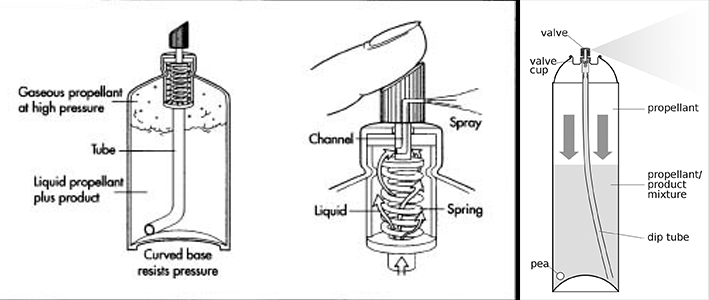 Gaseous propellant
at high pressure
Tube
Liquid propellant
plus product
Curved base
resists pressure
Channel
Spray
Liquid
Spring
valve
valve
cup
propellant
propellant/
product
mixture
dip tube
pea